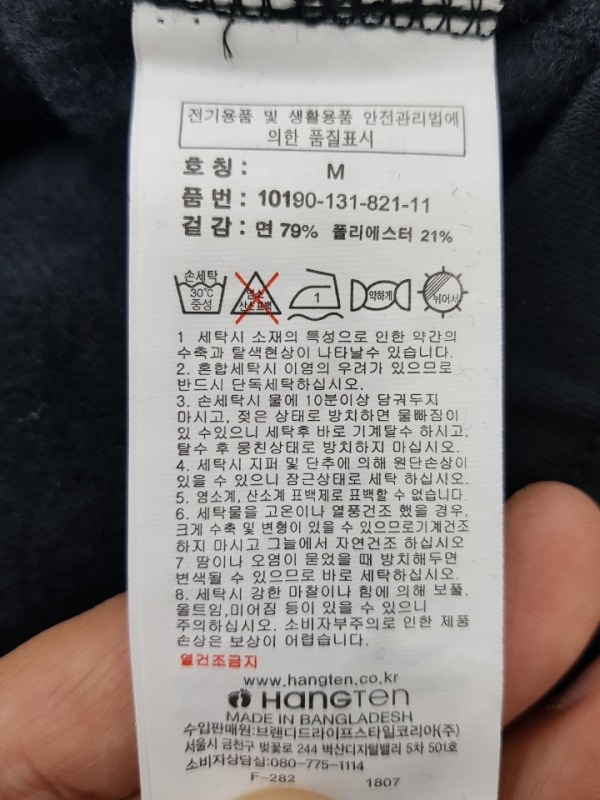 전기용품 및 생활용품 안전관리법에
의한 품질표시
호 칭 : M
품 번 : 10190-131-821-11
겉 감 : 면 79% 폴리에스터 21%
손세탁 30℃ 중성 염소 산소표백 1 약하게 뉘어서
1 세탁시 소재의 특성으로 인한 약간의
수축과 탈색현상이 나타날수 있습니다.
2. 혼합세탁시 이염의 우려가 있으므로
반드시 단독세탁하십시오.
3. 손세탁시 물에 10분이상 담궈두지
마시고, 젖은 상태로 방치하면 물빠짐이
있 수있으니 세탁후 바로 기계탈수 하시고,
탈수 후 뭉친상태로 방치하지 마십시오.
4. 세탁시 지퍼 및 단추에 의해 원단손상이
있을 수 있으니 잠근상태로 세탁 하십시오.
5. 염소계, 산소계 표백제로 표백할 수 없습니다.
6. 세탁물을 고온이나 열풍건조 했을 경우,
크게 수축 및 변형이 있을 수 있으므로기계건조
하지 마시고 그늘에서 자연건조 하십시오
7. 땀이나 오염이 묻었을 때 방치해두면
변색될 수 있으므로 바로 세탁하십시오.
8. 세탁시 강한 마찰이나 힘에 의해 보풀,
올트임,미어짐 등이 있을 수 있으니
주의하십시오. 소비자부주의로 인한 제품
손상은 보상이 어렵습니다.
열건조금지
www.hangten.co.kr
HANGTEN
MADE IN BANGLADESH
수입판매원:브랜디드라이프스타일코리아(주)
서울시 금천구 벚꽃로 244 벽산디지털밸리 5차 501호
소비자상담실:080-775-1114
F-282 1807